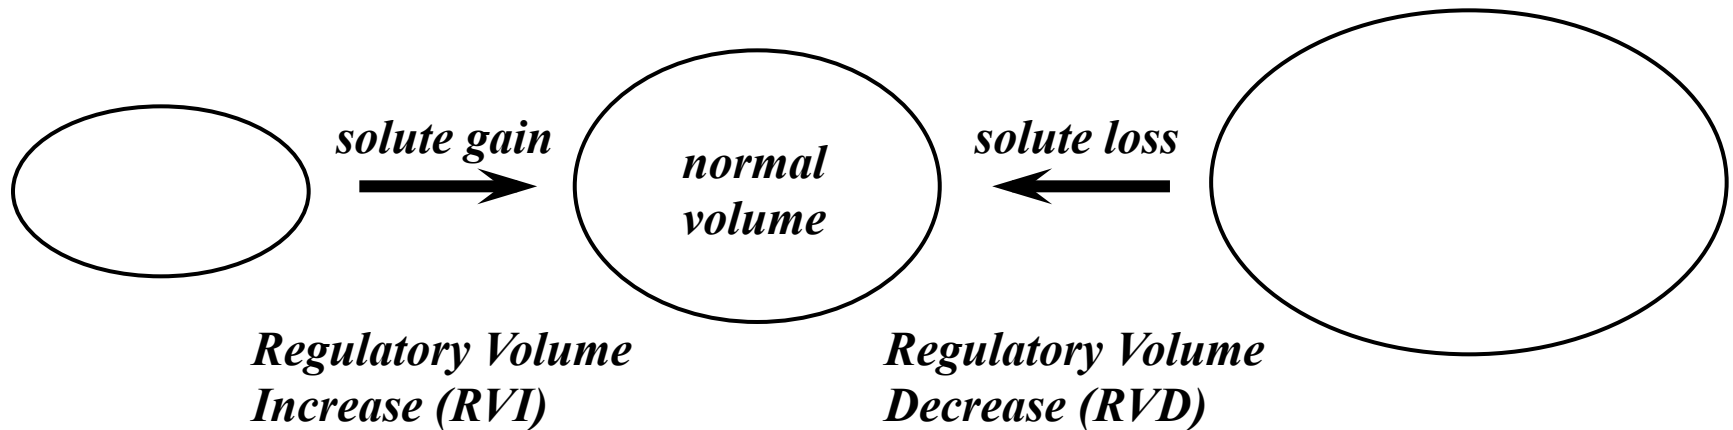 solute gain
normal
volume
solute loss
Regulatory Volume
Increase (RVI)
Regulatory Volume
Decrease (RVD)